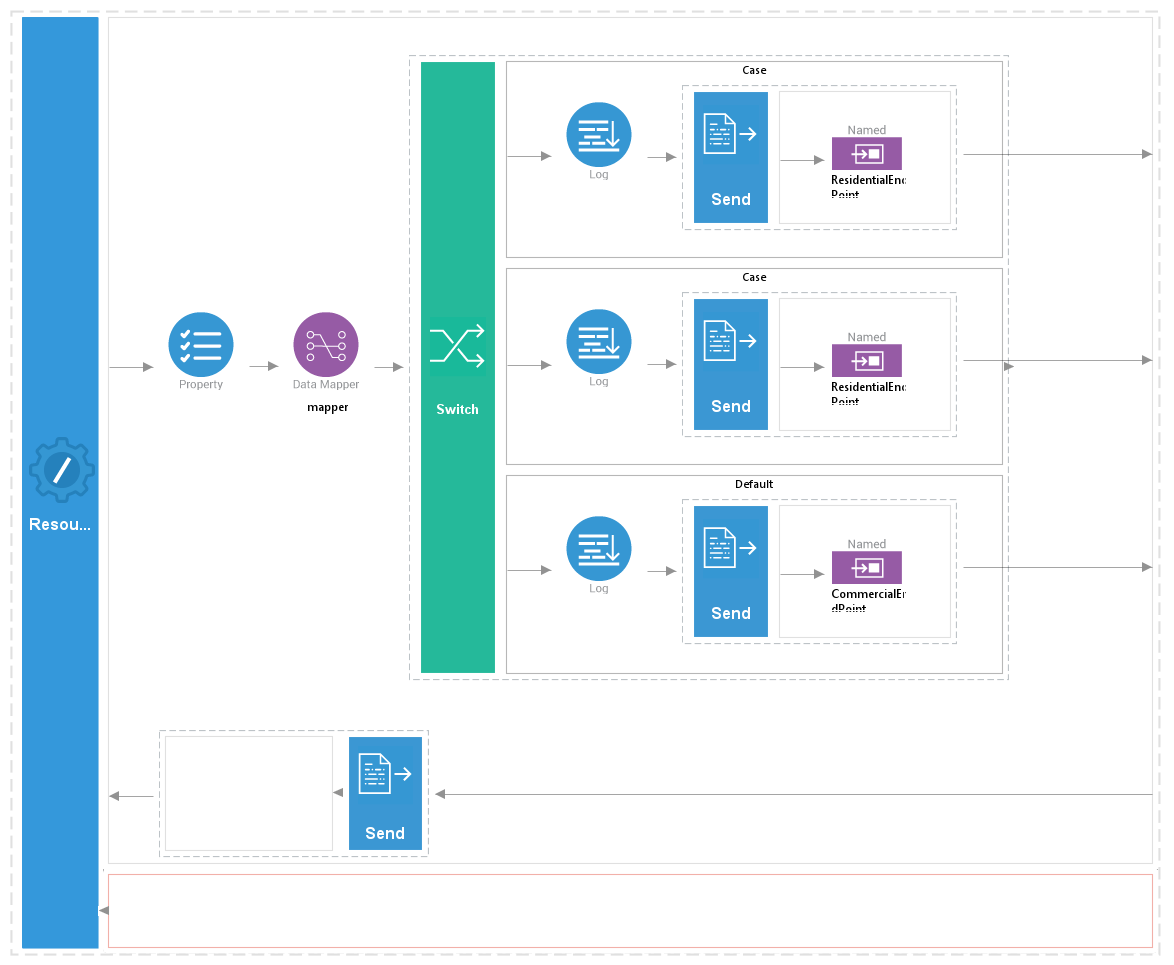 Resou...
Property
Data Mapper
mapper
Switch
Case
Log
Send
Named
ResidentialEnd
Point
Case
Log
Send
Named
ResidentialEnd
Point
Default
Log
Send
Named
CommercialEn
dPoint
Send